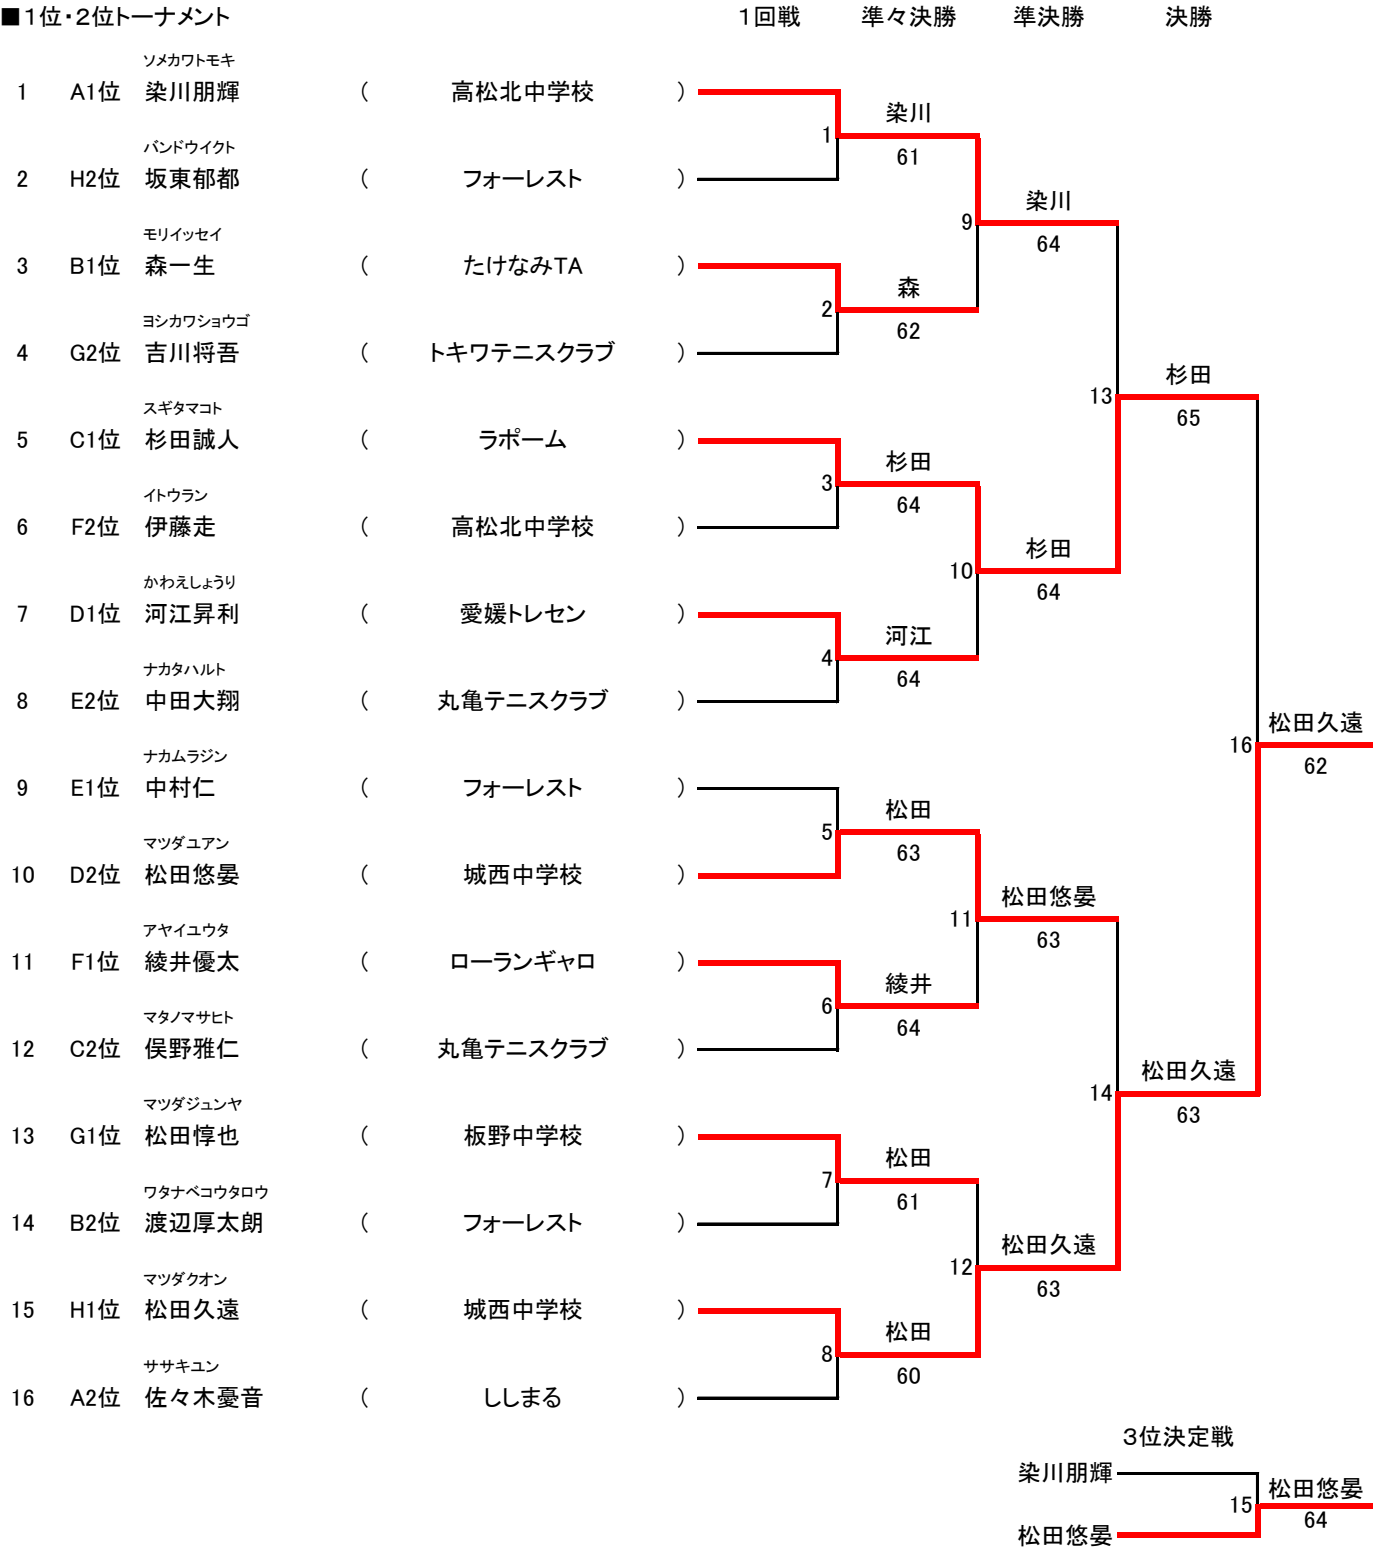 ■1位・2位トーナメント 1回戦 準々決勝 準決勝 決勝
ソメカワトモキ
1 A1位 染川朋輝 ( 高松北中学校 )
染川
1
61
バンドウイクト
2 H2位 坂東郁都 ( フォーレスト )
染川
9
64
モリイッセイ
3 B1位 森一生 ( たけなみTA )
森
2
62
ヨシカワショウゴ
4 G2位 吉川将吾 ( トキワテニスクラブ )
杉田
13
65
スギタマコト
5 C1位 杉田誠人 ( ラポーム )
杉田
3
64
イトウラン
6 F2位 伊藤走 ( 高松北中学校 )
杉田
10
64
かわえしょうり
7 D1位 河江昇利 ( 愛媛トレセン )
河江
4
64
ナカタハルト
8 E2位 中田大翔 ( 丸亀テニスクラブ )
松田久遠
16
62
ナカムラジン
9 E1位 中村仁 ( フォーレスト )
松田
5
63
マツダユアン
10 D2位 松田悠晏 ( 城西中学校 )
松田悠晏
11
63
アヤイユウタ
11 F1位 綾井優太 ( ローランギャロ )
綾井
6
64
マタノマサヒト
12 C2位 俣野雅仁 ( 丸亀テニスクラブ )
松田久遠
14
63
マツダジュンヤ
13 G1位 松田惇也 ( 板野中学校 )
松田
7
61
ワタナベコウタロウ
14 B2位 渡辺厚太朗 ( フォーレスト )
松田久遠
12
63
マツダクオン
15 H1位 松田久遠 ( 城西中学校 )
松田
8
60
ササキユン
16 A2位 佐々木憂音 ( ししまる )
3位決定戦
染川朋輝
松田悠晏
15
64
松田悠晏